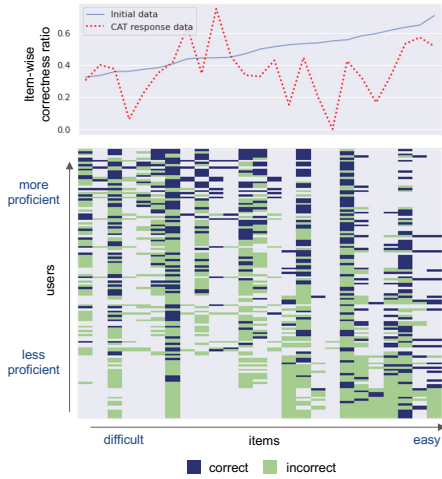 Initial data
CAT response data
Item-wise
correctness ratio
0.6
0.4
0.2
0.0
more
proficient
users
less
proficient
difficult
items
easy
correct
incorrect